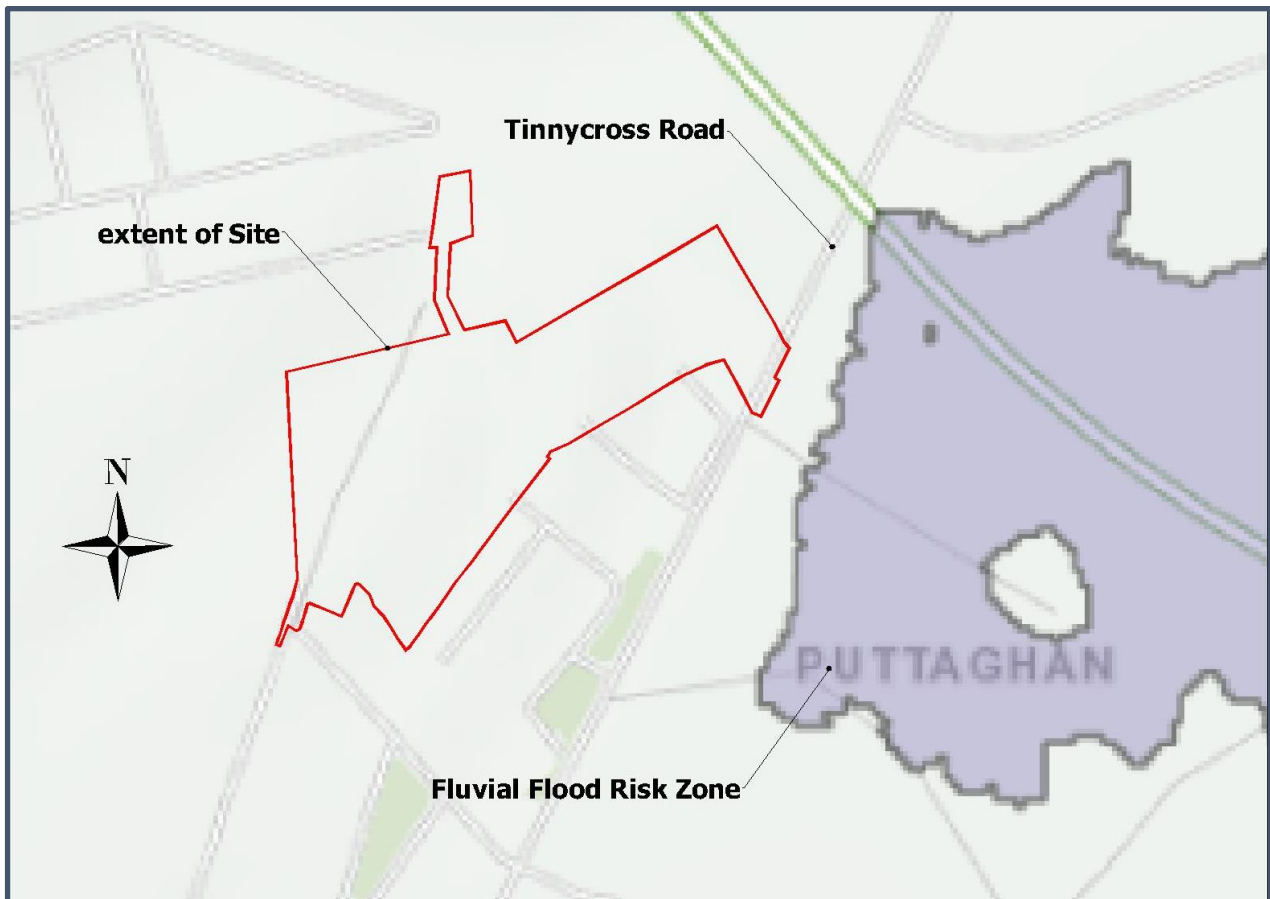 Tinnycross Road
extent of Site
N
PUTTAGHAN
Fluvial Flood Risk Zone